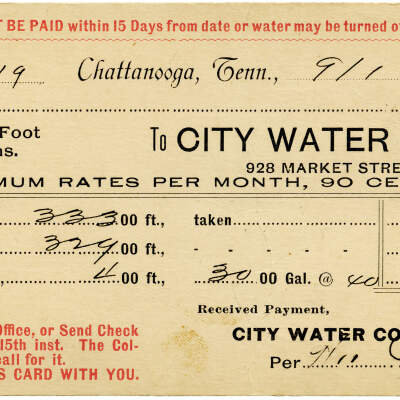 T BE PAID within 15 Days from date or water may be turned of
19 Chattanooga, Tenn., 9/1
Foot
ns.
To CITY WATER
928 MARKET STRE
MUM RATES PER MONTH, 90 CE
333 00 ft., taken
329 00 ft., - - - - -
4 00 ft., 30 00 Gal. @ 40
Received Payment,
Office, or Send Check
15th inst. The Col-
call for it.
S CARD WITH YOU.
CITY WATER CO
Per